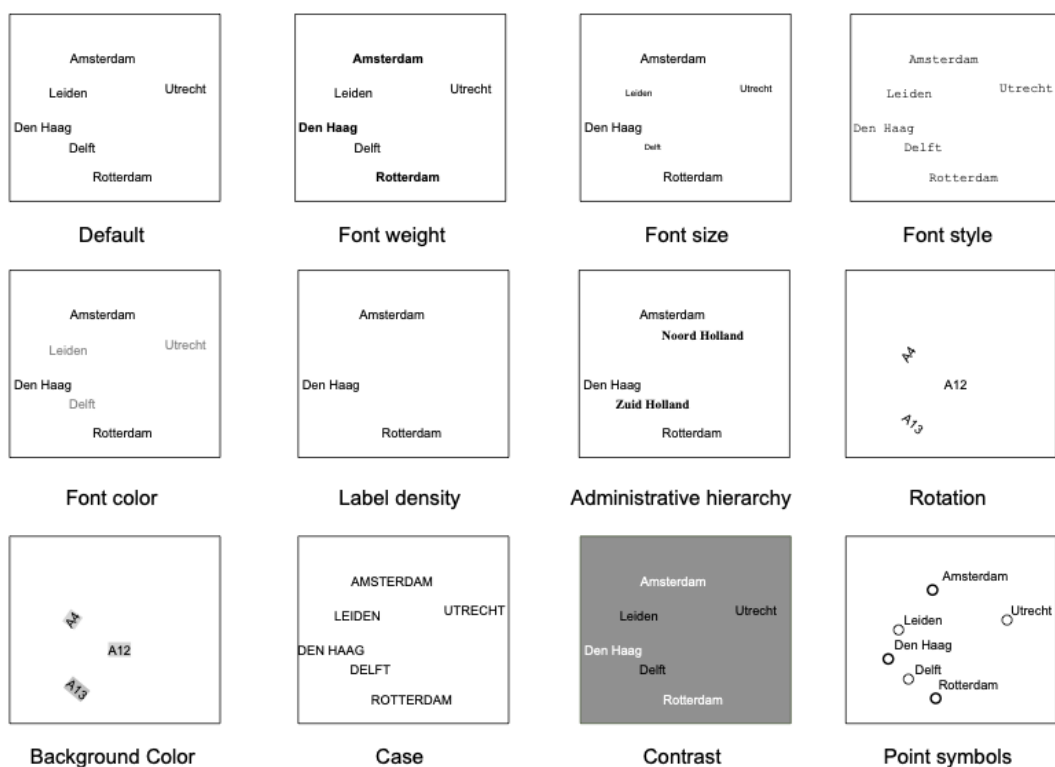 Amsterdam
Leiden
Utrecht
Den Haag
Delft
Rotterdam
Default
Amsterdam
Leiden
Utrecht
Den Haag
Delft
Rotterdam
Font weight
Amsterdam
Leiden
Utrecht
Den Haag
Delft
Rotterdam
Font size
Amsterdam
Leiden
Utrecht
Den Haag
Delft
Rotterdam
Font style
Amsterdam
Leiden
Utrecht
Den Haag
Delft
Rotterdam
Font color
Amsterdam
Den Haag
Rotterdam
Label density
Amsterdam
Noord Holland
Den Haag
Zuid Holland
Rotterdam
Administrative hierarchy
A4
A12
A13
Rotation
A4
A12
A13
Background Color
AMSTERDAM
LEIDEN
UTRECHT
DEN HAAG
DELFT
ROTTERDAM
Case
Amsterdam
Leiden
Utrecht
Den Haag
Delft
Rotterdam
Contrast
Amsterdam
Leiden
Utrecht
Den Haag
Delft
Rotterdam
Point symbols